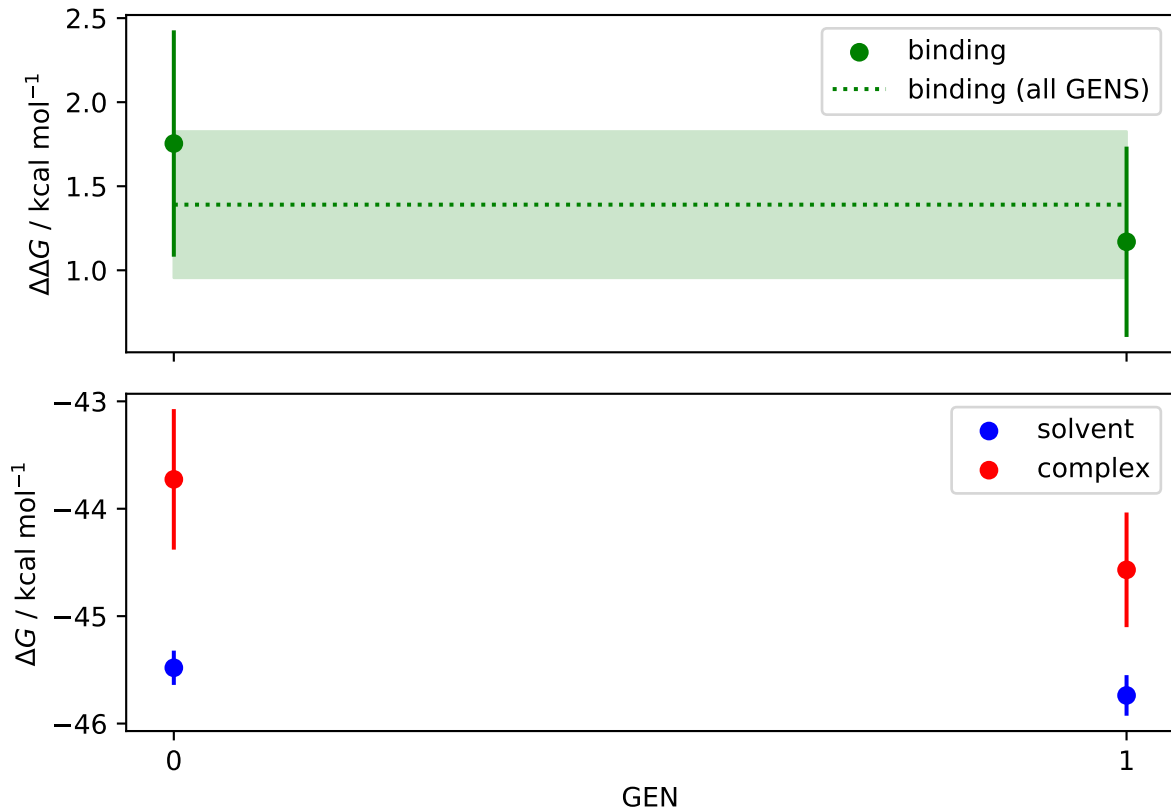 2.5
2.0
1.5
1.0
ΔΔG / kcal mol⁻¹
binding
binding (all GENS)
−43
−44
−45
−46
ΔG / kcal mol⁻¹
solvent
complex
0
1
GEN